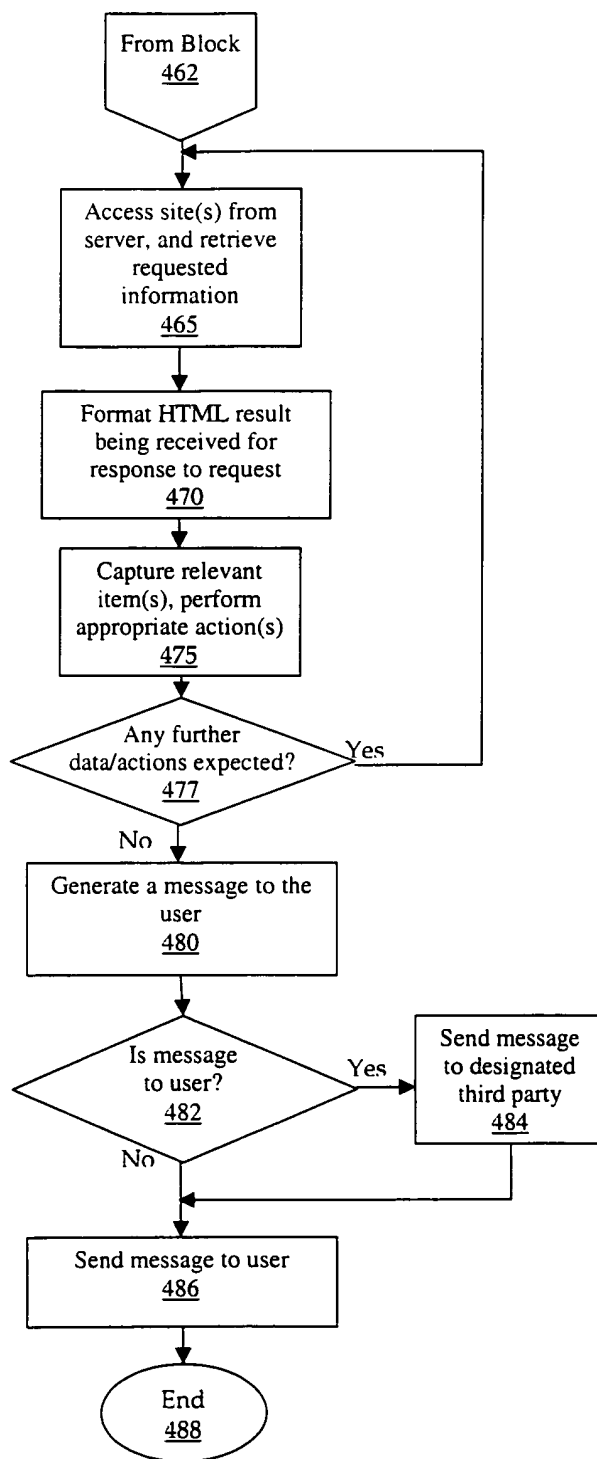 From Block
462
Access site(s) from
server, and retrieve
requested
information
465
Format HTML result
being received for
response to request
470
Capture relevant
item(s), perform
appropriate action(s)
475
Any further
data/actions expected?
477
Yes
No
Generate a message to the
user
480
Is message
to user?
482
Yes
No
Send message
to designated
third party
484
Send message to user
486
End
488